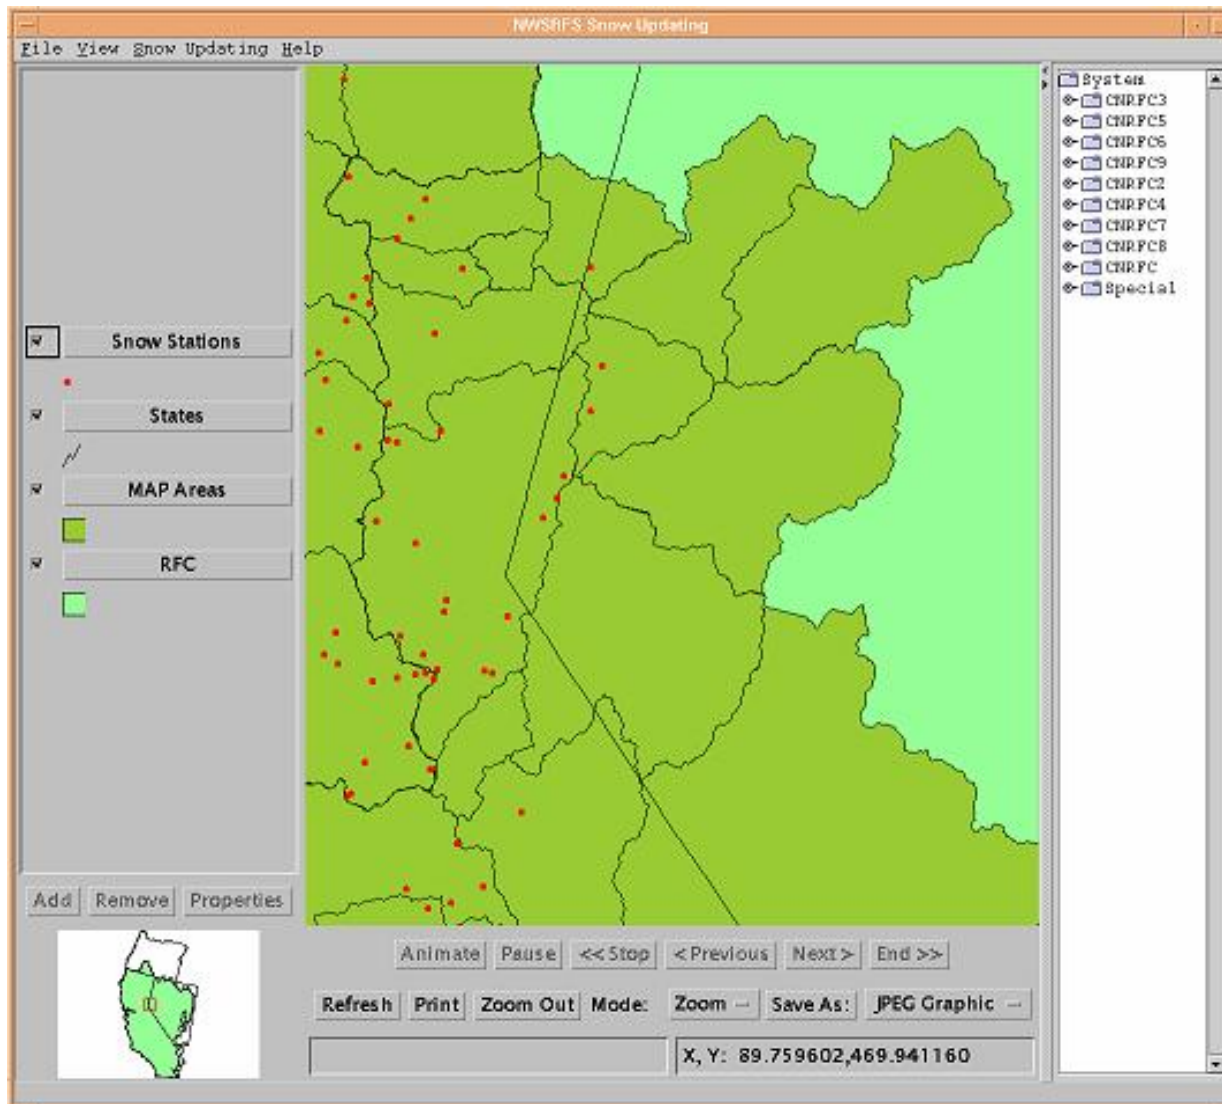 NWSRFS Snow Updating
File View Snow Updating Help
Snow Stations
States
MAP Areas
RFC
Add Remove Properties
System
CNRFC3
CNRFC5
CNRFC6
CNRFC9
CNRFC2
CNRFC4
CNRFC7
CNRFC8
CNRFC
Special
Animate Pause <<Stop <Previous Next> End >>
Refresh Print Zoom Out Mode: Zoom Save As: JPEG Graphic
X, Y: 89.759602,469.941160